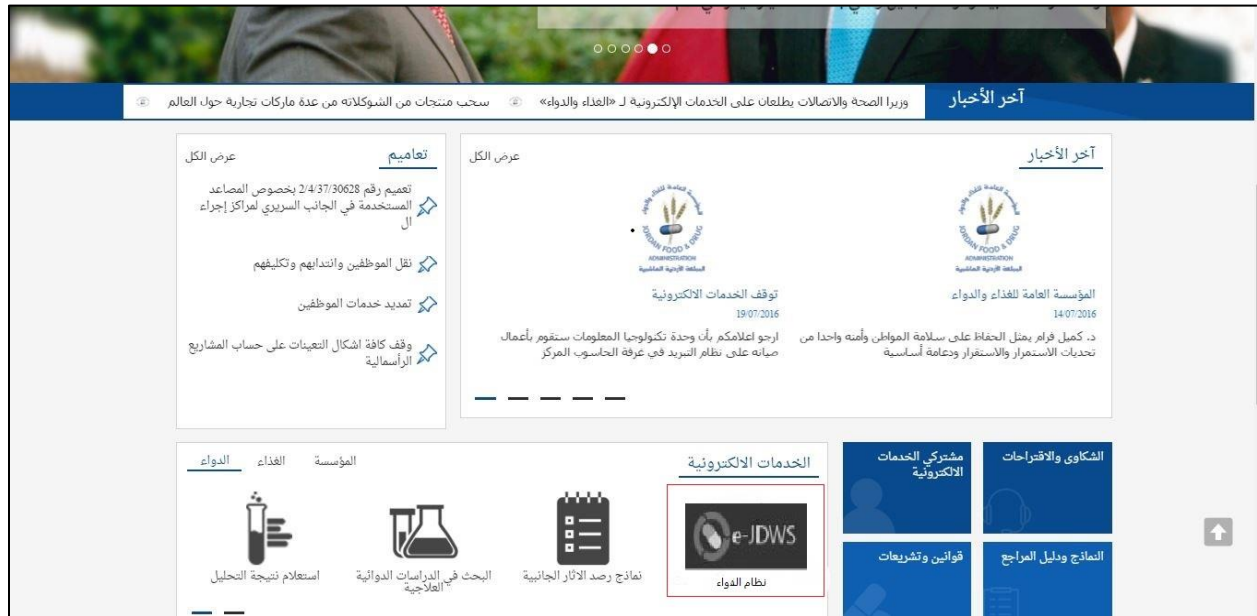 آخر الأخبار
وزيرا الصحة والاتصالات يطلعان على الخدمات الإلكترونية لـ «الغذاء والدواء»
سحب منتجات من الشوكلاته من عدة ماركات تجارية حول العالم
آخر الأخبار
عرض الكل
JORDAN FOOD & DRUG
ADMINISTRATION
المؤسسة العامة للغذاء والدواء
14/07/2016
د. كميل فرام يمثل الحفاظ على سلامة المواطن وأمنه واحدا من
تحديات الاستمرار والاستقرار ودعامة أساسية
JORDAN FOOD & DRUG
ADMINISTRATION
توقف الخدمات الالكترونية
19/07/2016
ارجو اعلامكم بأن وحدة تكنولوجيا المعلومات ستقوم بأعمال
صيانه على نظام التبريد في غرفة الحاسوب المركز
تعاميم
عرض الكل
تعميم رقم 2/4/37/30628 بخصوص المصاعد
المستخدمة في الجانب السريري لمراكز إجراء
ال
نقل الموظفين وانتدابهم وتكليفهم
تمديد خدمات الموظفين
وقف كافة اشكال التعينات على حساب المشاريع
الرأسمالية
الشكاوى والاقتراحات
مشتركي الخدمات
الالكترونية
النماذج ودليل المراجع
قوانين وتشريعات
الخدمات الالكترونية
المؤسسة
الغذاء
الدواء
e-JDWS
نظام الدواء
نماذج رصد الاثار الجانبية
البحث في الدراسات الدوائية
العلاجية
استعلام نتيجة التحليل